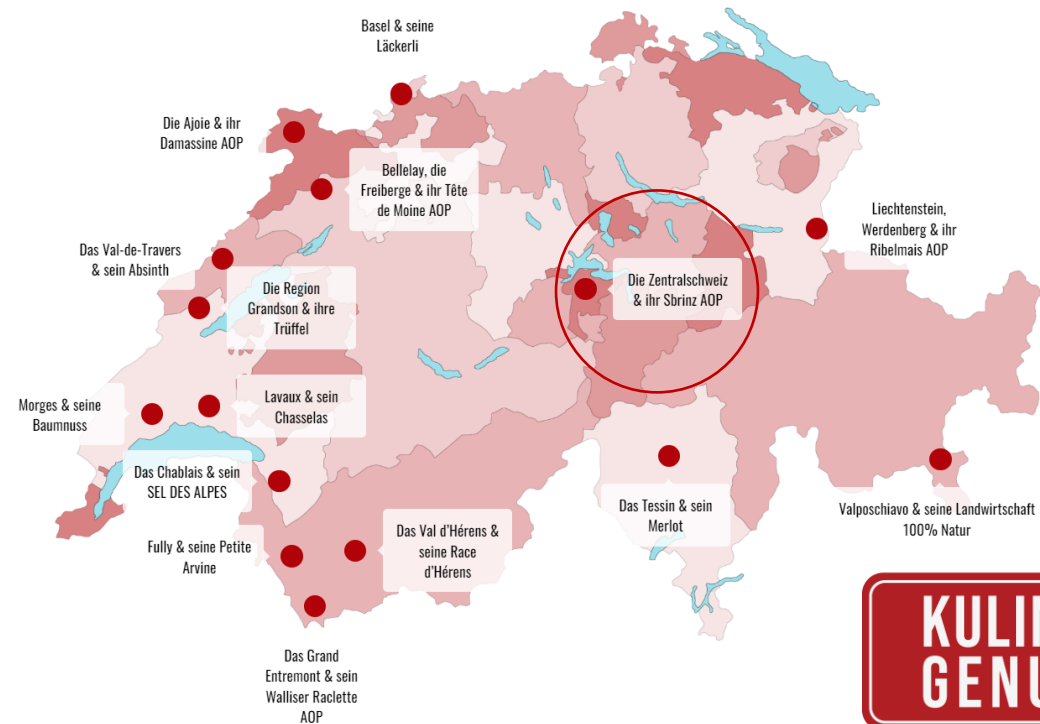 Basel & seine
Läckerli
Die Ajoie & ihr
Damassine AOP
Bellelay, die
Freiberge & ihr Tête
de Moine AOP
Liechtenstein,
Werdenberg & ihr
Ribelmais AOP
Das Val-de-Travers
& sein Absinth
Die Region
Grandson & ihre
Trüffel
Die Zentralschweiz
& ihr Sbrinz AOP
Morges & seine
Baumnuss
Lavaux & sein
Chasselas
Das Chablais & sein
SEL DES ALPES
Das Tessin & sein
Merlot
Valposchiavo & seine Landwirtschaft
100% Natur
Fully & seine Petite
Arvine
Das Val d'Hérens &
seine Race
d'Hérens
Das Grand
Entremont & sein
Walliser Raclette
AOP
KULI
GENU